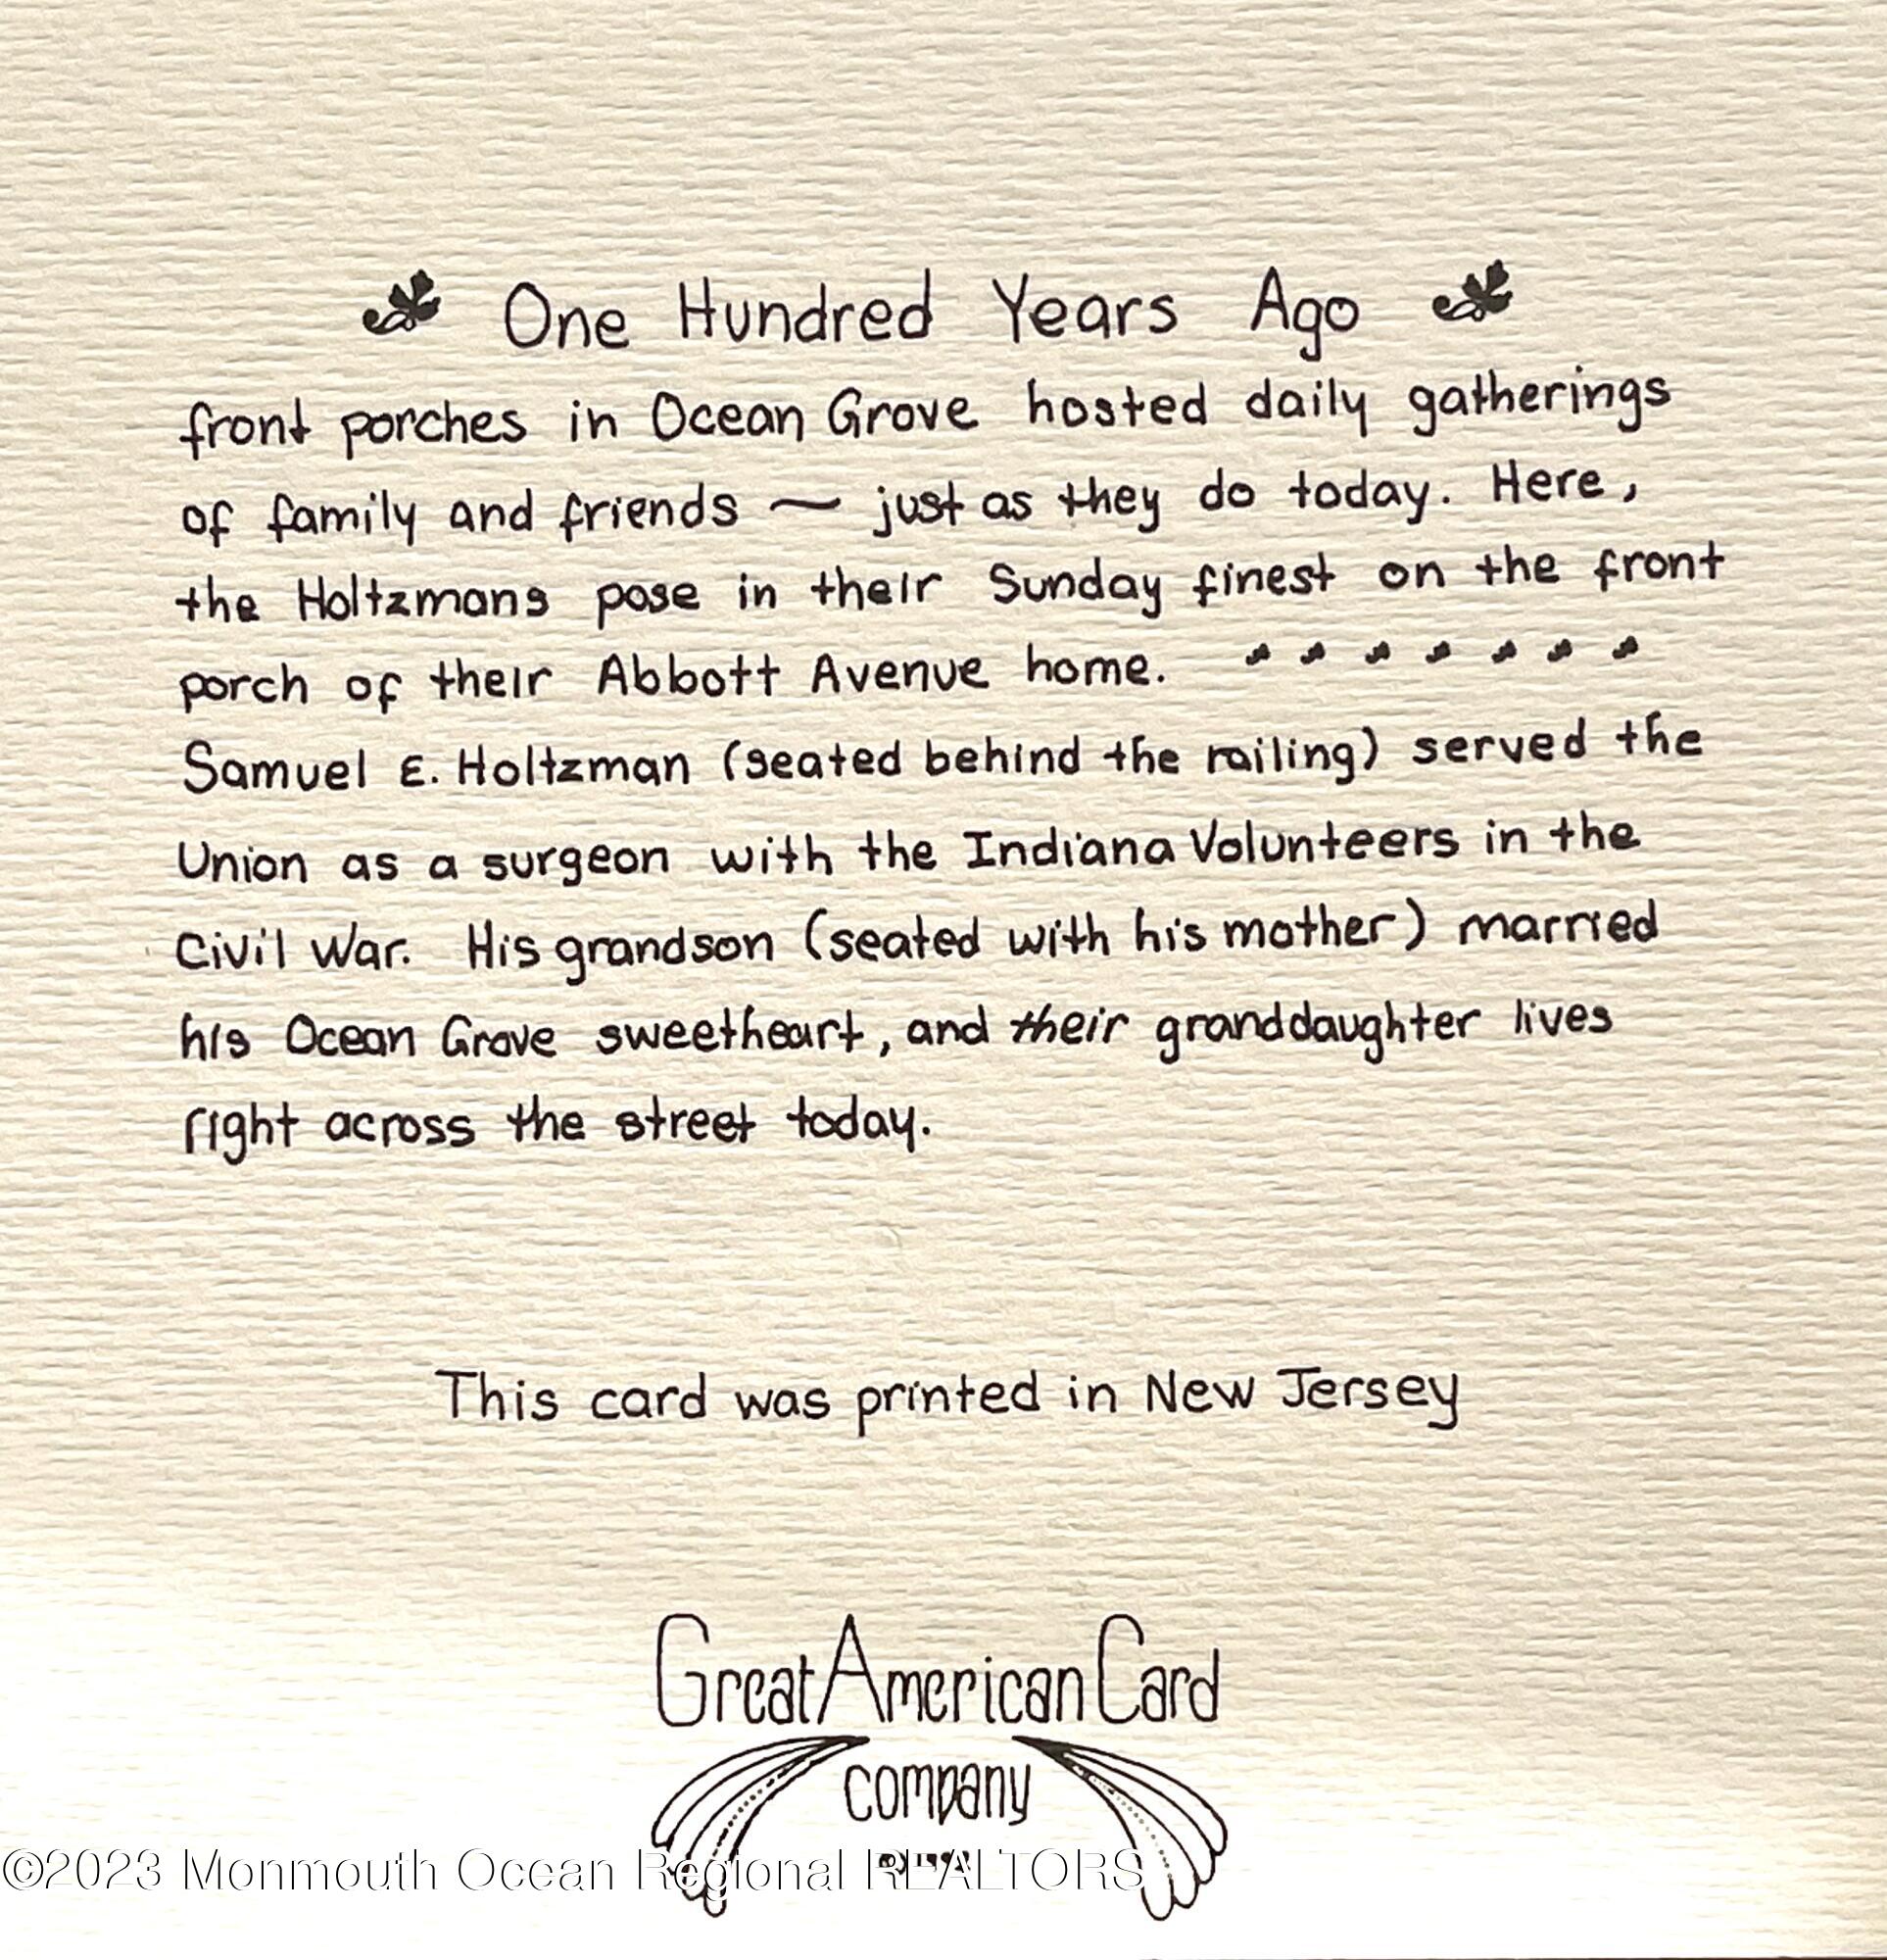 One Hundred Years Ago
front porches in Ocean Grove hosted daily gatherings
of family and friends ~ just as they do today. Here,
the Holtzmans pose in their Sunday finest on the front
porch of their Abbott Avenue home.
Samuel E. Holtzman (seated behind the railing) served the
Union as a surgeon with the Indiana Volunteers in the
Civil War. His grandson (seated with his mother) married
his Ocean Grove sweetheart, and their granddaughter lives
right across the street today.
This card was printed in New Jersey
Great American Card
company
©2023 Monmouth Ocean Regional REALTORS